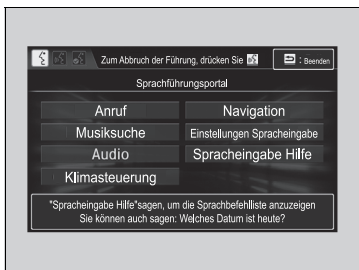 Zum Abbruch der Führung, drücken Sie
: Beenden
Sprachführungsportal
Anruf
Navigation
Musiksuche
Einstellungen Spracheingabe
Audio
Spracheingabe Hilfe
Klimasteuerung
"Spracheingabe Hilfe"sagen, um die Sprachbefehlliste anzuzeigen
Sie können auch sagen: Welches Datum ist heute?